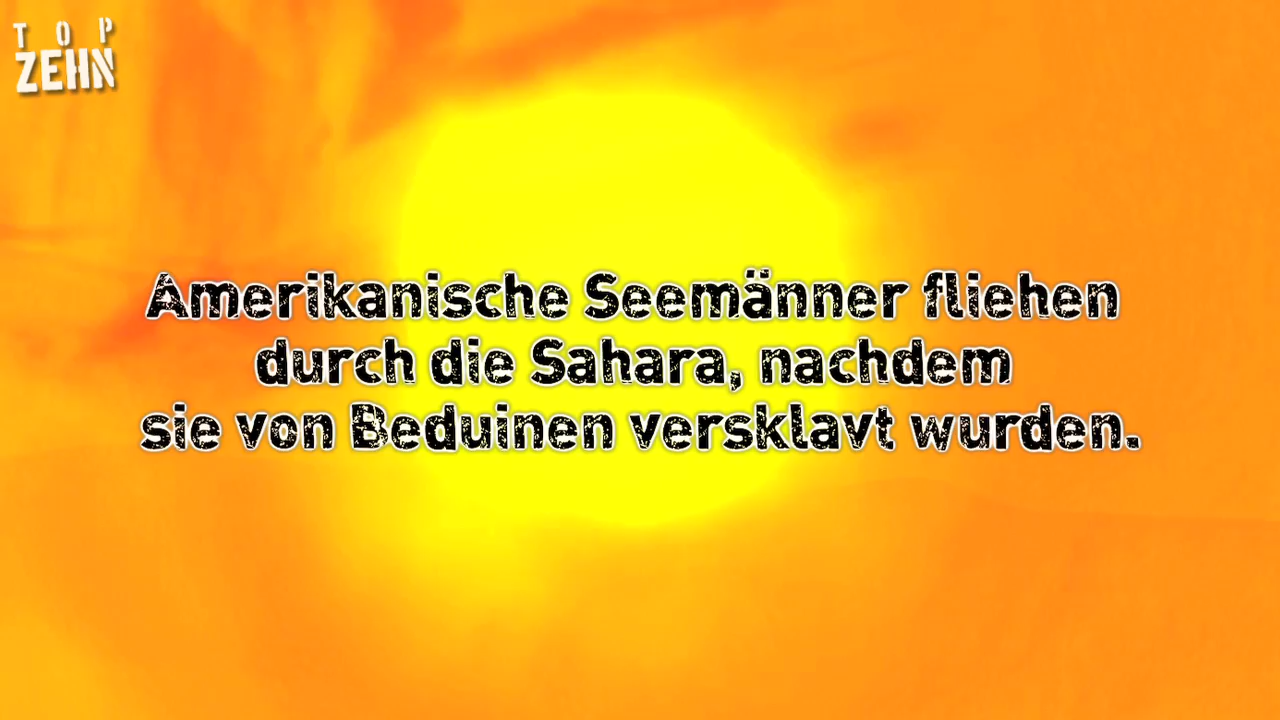 TOP
ZEHN
Amerikanische Seemänner fliehen
durch die Sahara, nachdem
sie von Beduinen versklavt wurden.